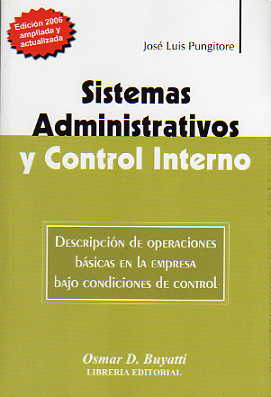 Edición 2006
ampliada y
actualizada
José Luis Pungitore
Sistemas
Administrativos
y Control Interno
Descripción de operaciones
básicas en la empresa
bajo condiciones de control
Osmar D. Buyatti
LIBRERIA EDITORIAL